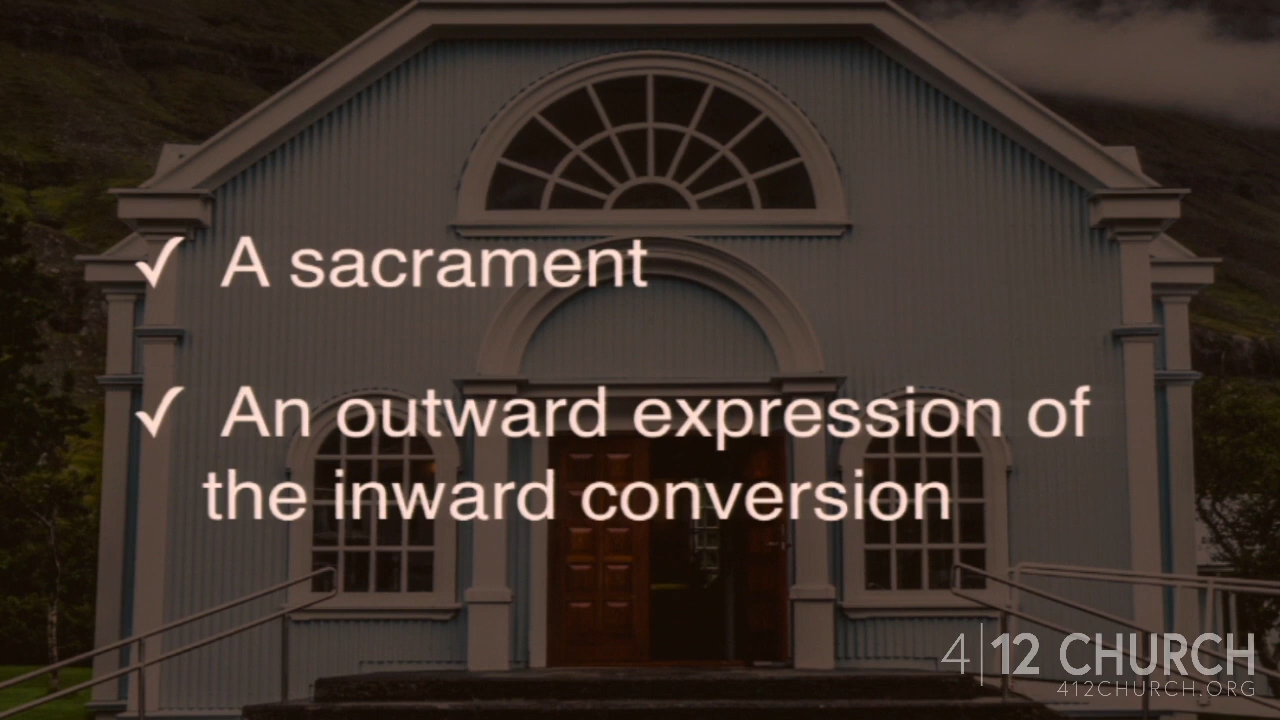 ✓ A sacrament
✓ An outward expression of
the inward conversion
4|12 CHURCH
412CHURCH.ORG